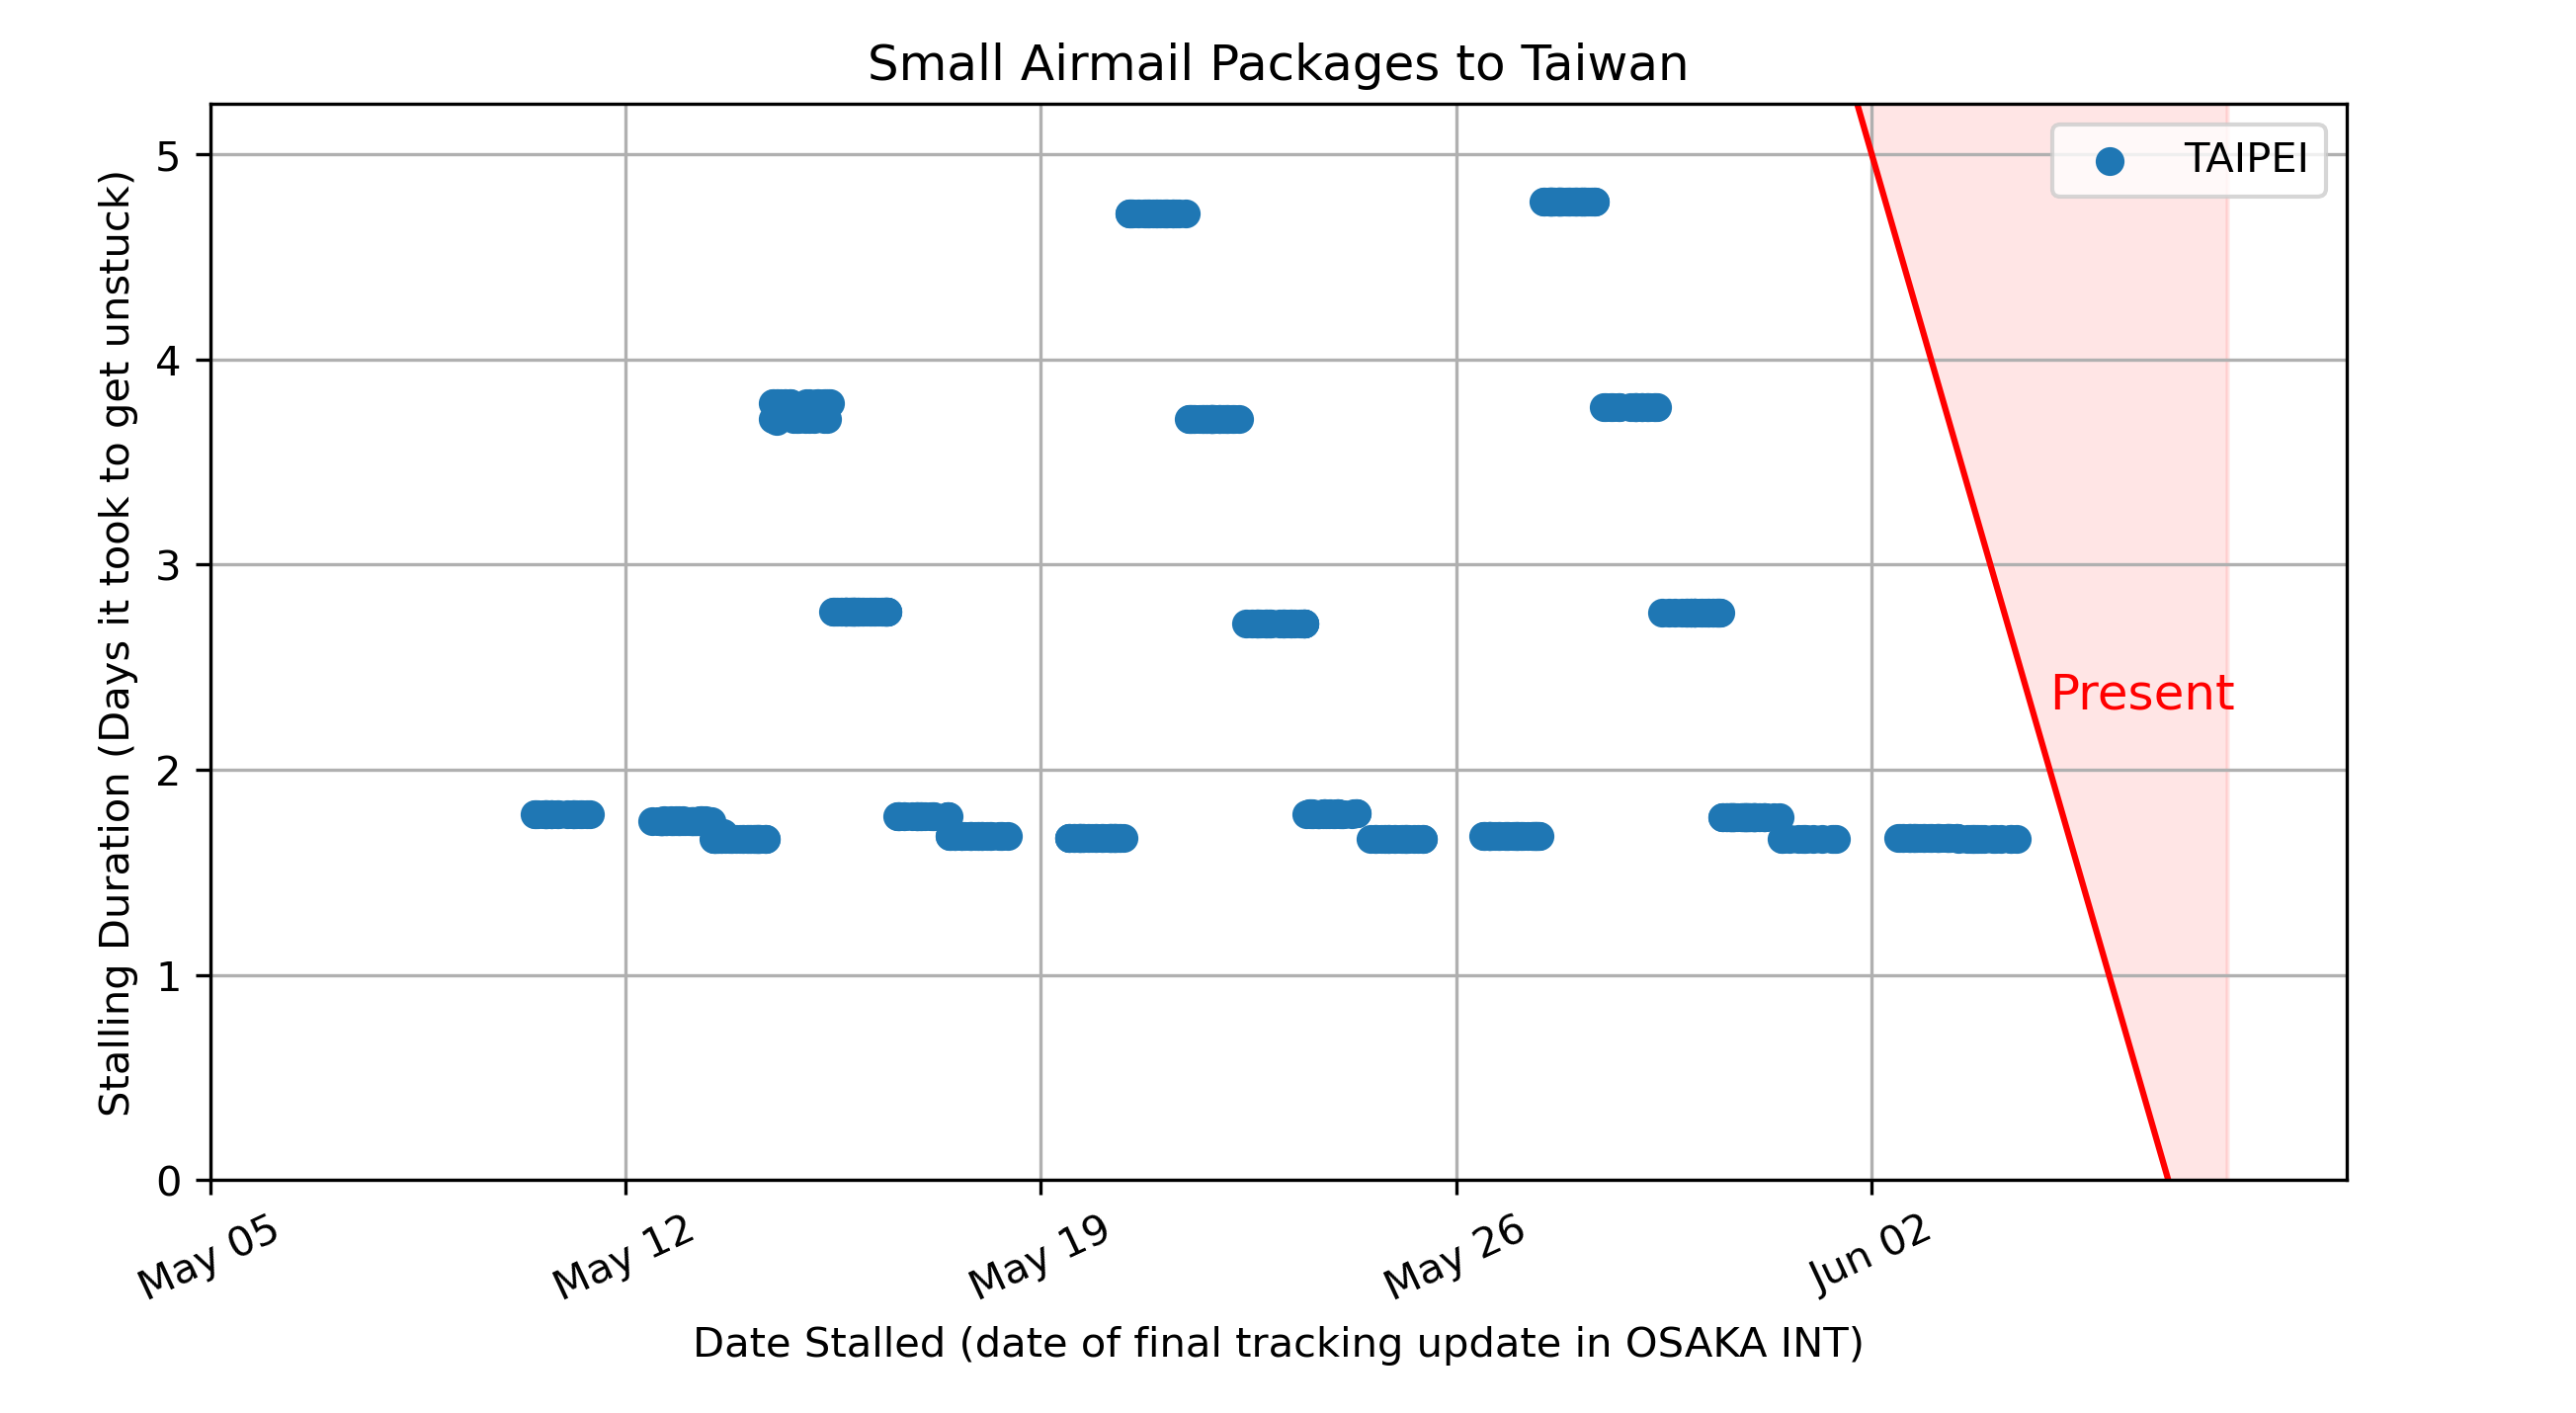 Small Airmail Packages to Taiwan
Stalling Duration (Days it took to get unstuck)
5
4
3
2
1
0
TAIPEI
Present
May 05
May 12
May 19
May 26
Jun 02
Date Stalled (date of final tracking update in OSAKA INT)